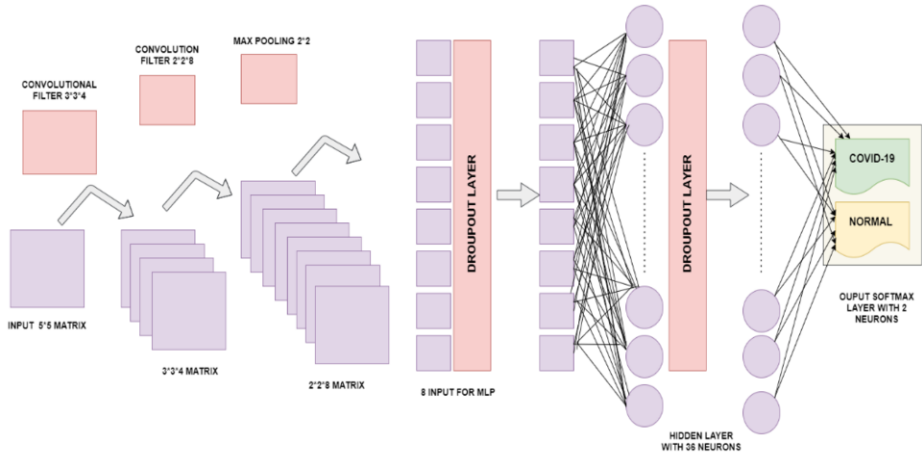 CONVOLUTIONAL
FILTER 3*3*4
CONVOLUTION
FILTER 2*2*8
MAX POOLING 2*2
INPUT 5*5 MATRIX
3*3*4 MATRIX
2*2*8 MATRIX
DROUPOUT LAYER
8 INPUT FOR MLP
DROUPOUT LAYER
HIDDEN LAYER
WITH 36 NEURONS
COVID-19
NORMAL
OUPUT SOFTMAX
LAYER WITH 2
NEURONS